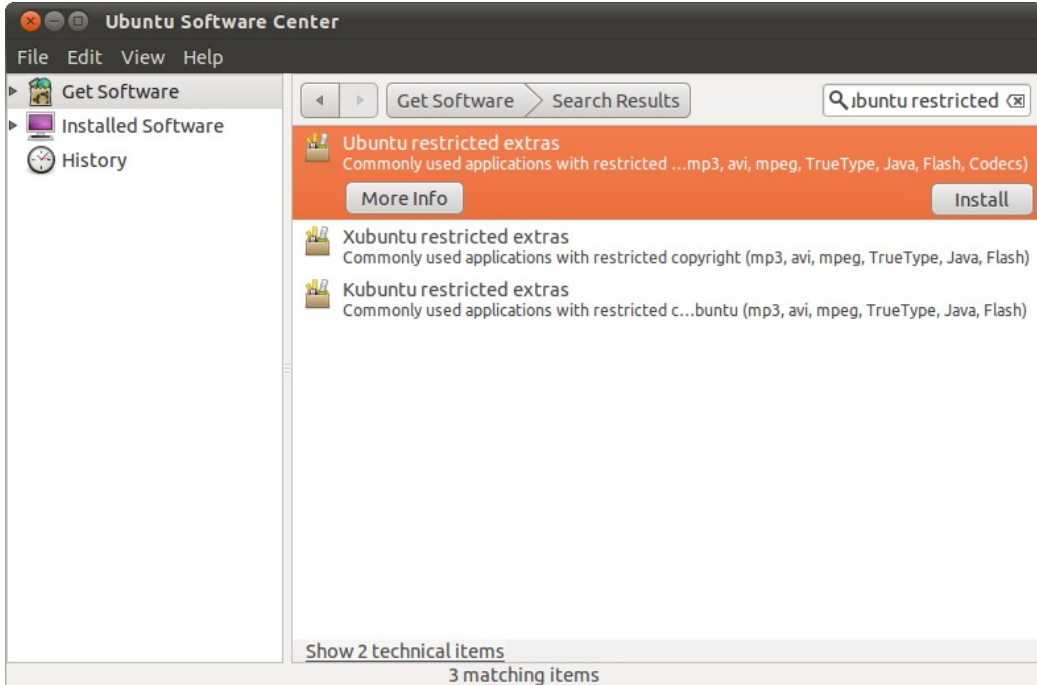 Ubuntu Software Center
File Edit View Help
Get Software
Installed Software
History
Get Software Search Results
ubuntu restricted
Ubuntu restricted extras
Commonly used applications with restricted ...mp3, avi, mpeg, TrueType, Java, Flash, Codecs)
More Info Install
Xubuntu restricted extras
Commonly used applications with restricted copyright (mp3, avi, mpeg, TrueType, Java, Flash)
Kubuntu restricted extras
Commonly used applications with restricted c...buntu (mp3, avi, mpeg, TrueType, Java, Flash)
Show 2 technical items
3 matching items